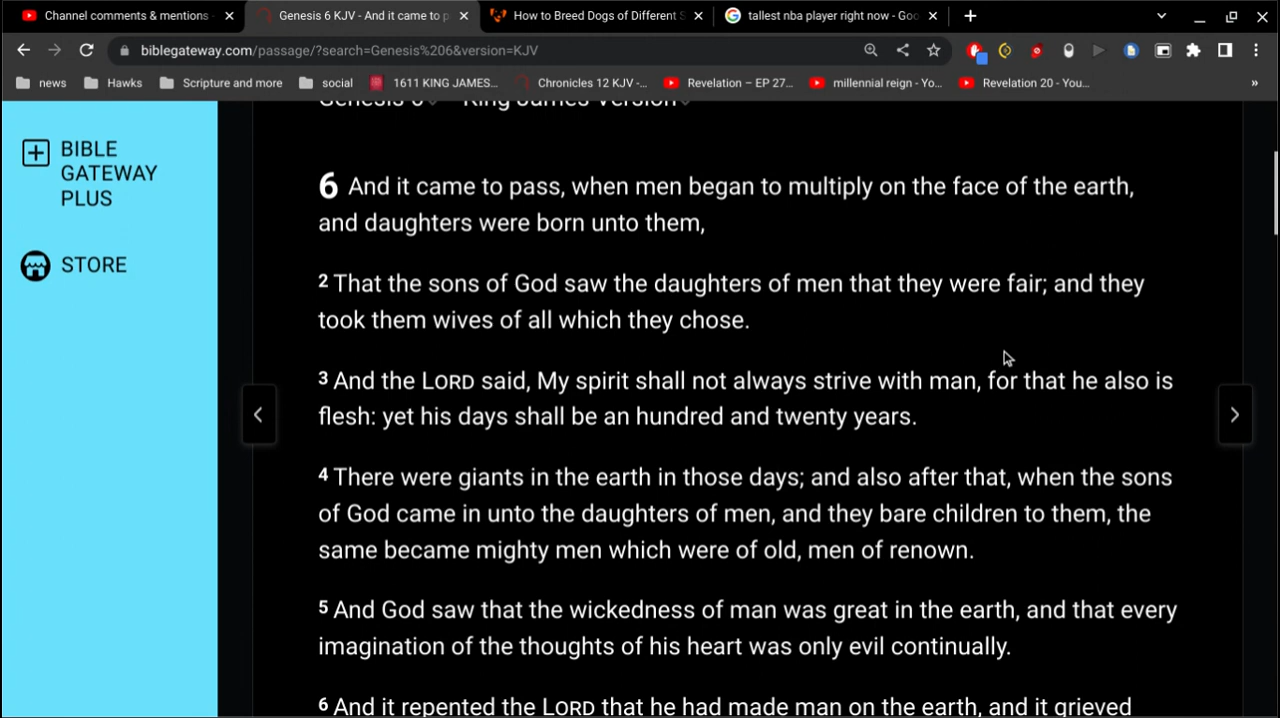 Channel comments & mentions -
Genesis 6 KJV - And it came to p
How to Breed Dogs of Different S
tallest nba player right now - Goo
biblegateway.com/passage/?search=Genesis%206&version=KJV
news
Hawks
Scripture and more
social
1611 KING JAMES...
Chronicles 12 KJV -...
Revelation – EP 27...
millennial reign - Yo...
Revelation 20 - You...
»
Genesis 6
King James Version
BIBLE
GATEWAY
PLUS
STORE
6 And it came to pass, when men began to multiply on the face of the earth,
and daughters were born unto them,
2 That the sons of God saw the daughters of men that they were fair; and they
took them wives of all which they chose.
3 And the LORD said, My spirit shall not always strive with man, for that he also is
flesh: yet his days shall be an hundred and twenty years.
4 There were giants in the earth in those days; and also after that, when the sons
of God came in unto the daughters of men, and they bare children to them, the
same became mighty men which were of old, men of renown.
5 And God saw that the wickedness of man was great in the earth, and that every
imagination of the thoughts of his heart was only evil continually.
6 And it repented the LORD that he had made man on the earth, and it grieved